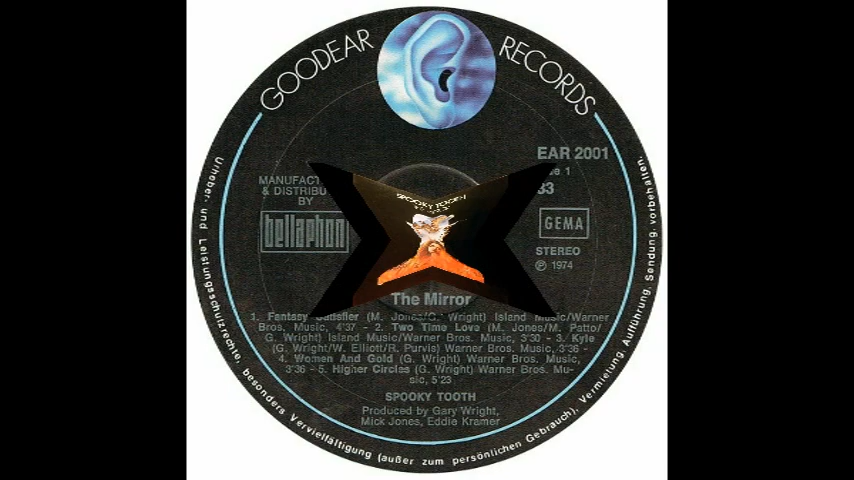 GOODEAR RECORDS
EAR 2001
1
33
MANUFACT
& DISTRIBU
BY
bellaphon
GEMA
STEREO
℗ 1974
SPOOKY TOOTH
The Mirror
1. Fantasy Satisfier (M. Jones/G. Wright) Island Music/Warner
Bros. Music, 4'37 - 2. Two Time Love (M. Jones/M. Patto/
G. Wright) Island Music/Warner Bros. Music, 3'30 - 3. Kyle
(G. Wright/W. Elliott/R. Purvis) Warner Bros. Music, 3'36 -
4. Women And Gold (G. Wright) Warner Bros. Music,
3'36 - 5. Higher Circles (G. Wright) Warner Bros. Mu-
sic, 5'23
SPOOKY TOOTH
Produced by Gary Wright,
Mick Jones, Eddie Kramer
Urheber- und Leistungsschutzrechte, besonders Vervielfältigung (außer zum persönlichen Gebrauch), Vermietung, Aufführung, Sendung, vorbehalten.